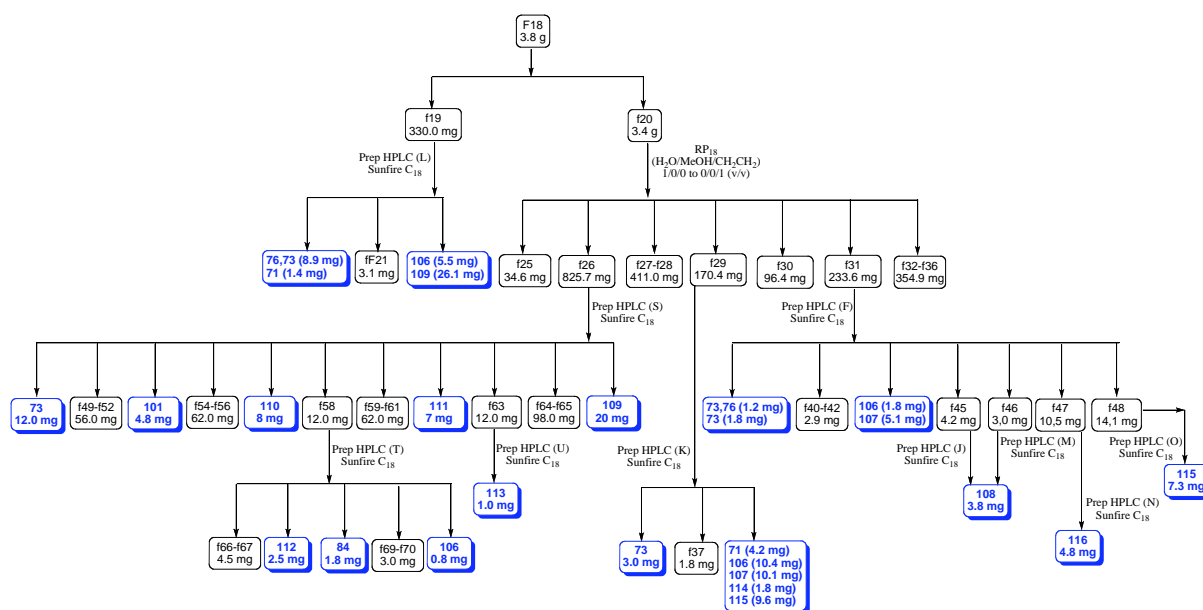 F18
3.8 g
f19
330.0 mg
f20
3.4 g
Prep HPLC (L)
Sunfire C18
RP18
(H2O/MeOH/CH2CH2)
1/0/0 to 0/0/1 (v/v)
76,73 (8.9 mg)
71 (1.4 mg)
fF21
3.1 mg
106 (5.5 mg)
109 (26.1 mg)
f25
34.6 mg
f26
825.7 mg
f27-f28
411.0 mg
f29
170.4 mg
f30
96.4 mg
f31
233.6 mg
f32-f36
354.9 mg
Prep HPLC (S)
Sunfire C18
Prep HPLC (F)
Sunfire C18
73
12.0 mg
f49-f52
56.0 mg
101
4.8 mg
f54-f56
62.0 mg
110
8 mg
f58
12.0 mg
f59-f61
62.0 mg
111
7 mg
f63
12.0 mg
f64-f65
98.0 mg
109
20 mg
73,76 (1.2 mg)
73 (1.8 mg)
f40-f42
2.9 mg
106 (1.8 mg)
107 (5.1 mg)
f45
4.2 mg
f46
3,0 mg
f47
10,5 mg
f48
14,1 mg
Prep HPLC (T)
Sunfire C18
Prep HPLC (U)
Sunfire C18
Prep HPLC (K)
Sunfire C18
Prep HPLC (J)
Sunfire C18
Prep HPLC (M)
Sunfire C18
Prep HPLC (O)
Sunfire C18
113
1.0 mg
108
3.8 mg
Prep HPLC (N)
Sunfire C18
115
7.3 mg
f66-f67
4.5 mg
112
2.5 mg
84
1.8 mg
f69-f70
3.0 mg
106
0.8 mg
73
3.0 mg
f37
1.8 mg
71 (4.2 mg)
106 (10.4 mg)
107 (10.1 mg)
114 (1.8 mg)
115 (9.6 mg)
116
4.8 mg